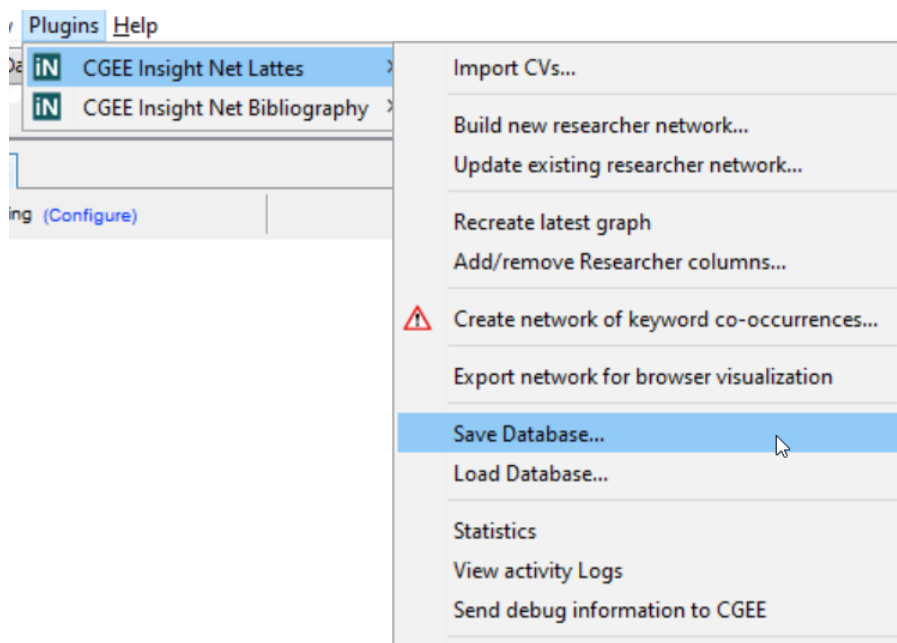 Plugins Help
iN CGEE Insight Net Lattes
iN CGEE Insight Net Bibliography
(Configure)
Import CVs...
Build new researcher network...
Update existing researcher network...
Recreate latest graph
Add/remove Researcher columns...
Create network of keyword co-occurrences...
Export network for browser visualization
Save Database...
Load Database...
Statistics
View activity Logs
Send debug information to CGEE